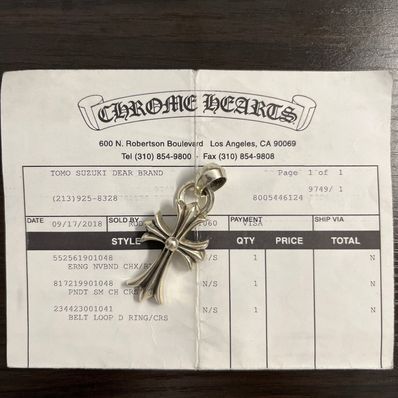 CHROME HEARTS
600 N. Robertson Boulevard Los Angeles, CA 90069
Tel (310) 854-9800 · Fax (310) 854-9808
TOMO SUZUKI DEAR BRAND Page 1 of 1
9749/ 1
(213)925-8328 8005446124
DATE 09/17/2018 SOLD BY 2060 PAYMENT VISA SHIP VIA
STYLE QTY PRICE TOTAL
552561901048 N/S 1 N
ERNG NVBND CHX/
817219901048 N/S 1 N
PNDT SM CH CRS
234423001041 N/S 1 N
BELT LOOP D RING/CRS